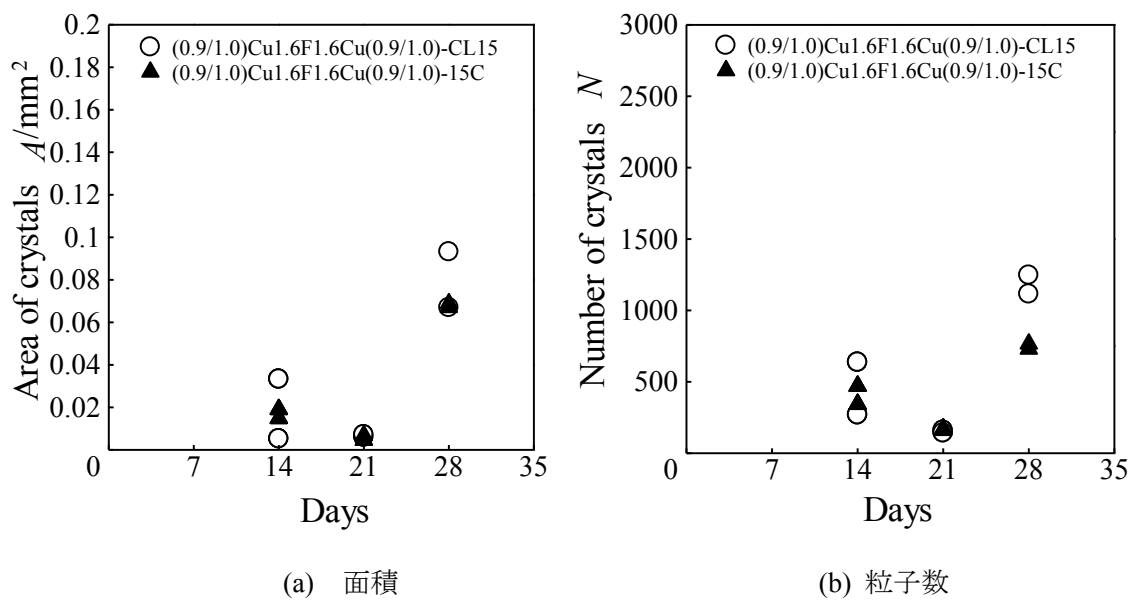 0.2
0.18
0.16
0.14
0.12
0.1
0.08
0.06
0.04
0.02
0
7
14
21
28
35
Area of crystals A/mm²
Days
(0.9/1.0)Cu1.6F1.6Cu(0.9/1.0)-CL15
(0.9/1.0)Cu1.6F1.6Cu(0.9/1.0)-15C
(a) 面積
3000
2500
2000
1500
1000
500
0
7
14
21
28
35
Number of crystals N
Days
(0.9/1.0)Cu1.6F1.6Cu(0.9/1.0)-CL15
(0.9/1.0)Cu1.6F1.6Cu(0.9/1.0)-15C
(b) 粒子数